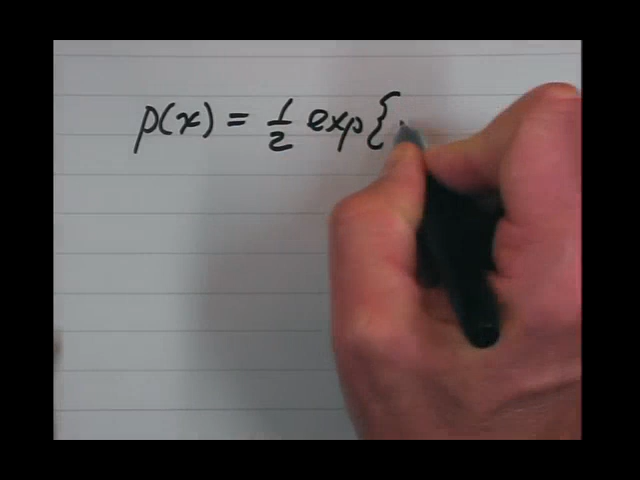 p(x) = 1/2 exp{